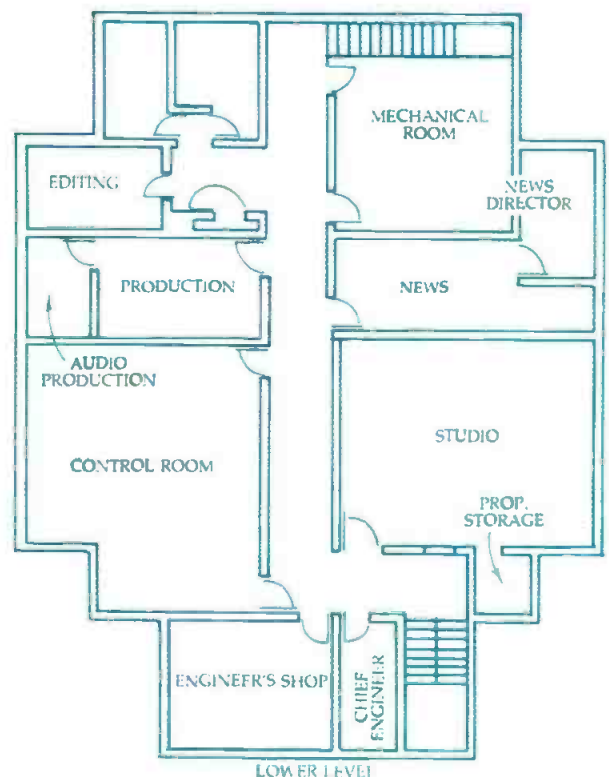 MECHANICAL
ROOM
EDITING
NEWS
DIRECTOR
PRODUCTION
NEWS
AUDIO
PRODUCTION
STUDIO
CONTROL ROOM
PROP.
STORAGE
ENGINEER'S SHOP
CHIEF
ENGINEER
LOWER LEVEL